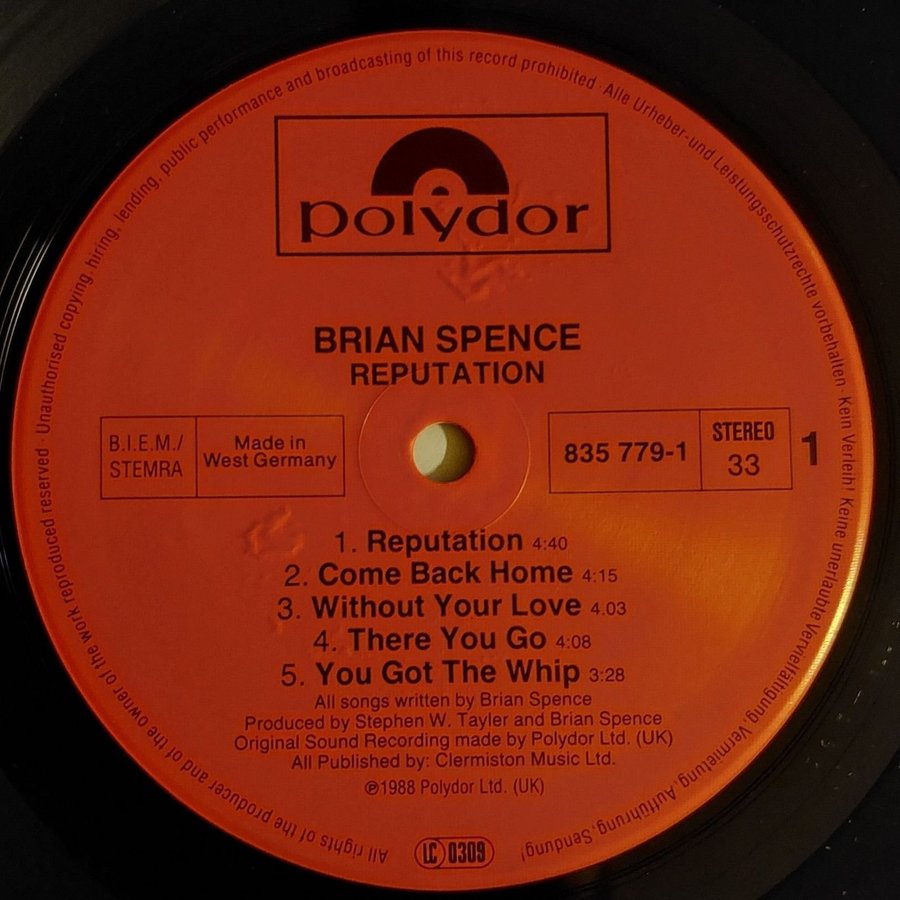 All rights of the producer and of the owner of the work reproduced reserved · Unauthorised copying, hiring, lending, public performance and broadcasting of this record prohibited · Alle Urheber- und Leistungsschutzrechte vorbehalten · Kein Verleih! Keine unerlaubte Vervielfältigung, Vermietung, Aufführung, Sendung!
polydor
BRIAN SPENCE
REPUTATION
B.I.E.M./
STEMRA
Made in
West Germany
835 779-1
STEREO
33
1
1. Reputation 4:40
2. Come Back Home 4:15
3. Without Your Love 4.03
4. There You Go 4:08
5. You Got The Whip 3:28
All songs written by Brian Spence
Produced by Stephen W. Tayler and Brian Spence
Original Sound Recording made by Polydor Ltd. (UK)
All Published by: Clermiston Music Ltd.
℗1988 Polydor Ltd. (UK)
LC 0309